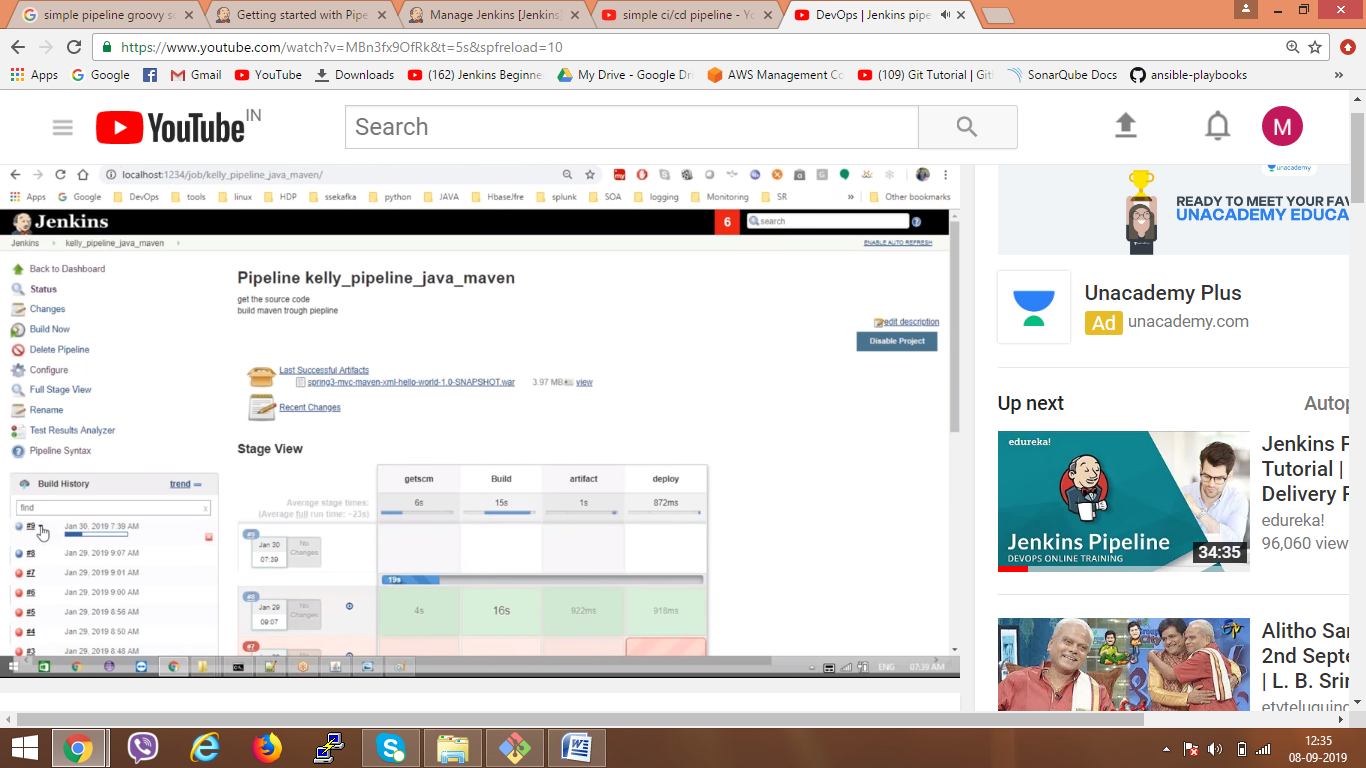 simple pipeline groovy s
Getting started with Pipe
Manage Jenkins [Jenkins]
simple ci/cd pipeline - Yo
DevOps | Jenkins pipe
https://www.youtube.com/watch?v=MBn3fx9OfRk&t=5s&spfreload=10
Apps
Google
Gmail
YouTube
Downloads
(162) Jenkins Beginne
My Drive - Google Dri
AWS Management Co
(109) Git Tutorial | Git
SonarQube Docs
ansible-playbooks
»
YouTube IN
Search
M
localhost:1234/job/kelly_pipeline_java_maven/
Apps
Google
DevOps
tools
linux
HDP
ssekafka
python
JAVA
Hbase/fre
splunk
SOA
logging
Monitoring
SR
»
Other bookmarks
Jenkins
6
search
Jenkins
kelly_pipeline_java_maven
ENABLE AUTO REFRESH
Back to Dashboard
Status
Changes
Build Now
Delete Pipeline
Configure
Full Stage View
Rename
Test Results Analyzer
Pipeline Syntax
Pipeline kelly_pipeline_java_maven
get the source code
build maven trough piepline
edit description
Disable Project
Last Successful Artifacts
spring3-mvc-maven-xml-hello-world-1.0-SNAPSHOT.war 3.97 MB view
Recent Changes
Stage View
getscm Build artifact deploy
Average stage times: 6s 15s 1s 872ms
(Average full run time: ~23s)
#9
Jan 30 07:39 No Changes
19s
#8
Jan 29 09:07 No Changes 4s 16s 922ms 918ms
#7
Build History trend
find x
#9 Jan 30, 2019 7:39 AM
#8 Jan 29, 2019 9:07 AM
#7 Jan 29, 2019 9:01 AM
#6 Jan 29, 2019 9:00 AM
#5 Jan 29, 2019 8:56 AM
#4 Jan 29, 2019 8:50 AM
#3 Jan 29, 2019 8:48 AM
ENG 07:39 AM
unacademy
READY TO MEET YOUR FAV
UNACADEMY EDUCA
Unacademy Plus
Ad unacademy.com
Up next
Autop
edureka!
Jenkins Pipeline
DEVOPS ONLINE TRAINING
34:35
Jenkins P
Tutorial |
Delivery P
edureka!
96,060 view
Alitho Sar
2nd Septe
| L. B. Srir
etvteluguind
12:35
08-09-2019